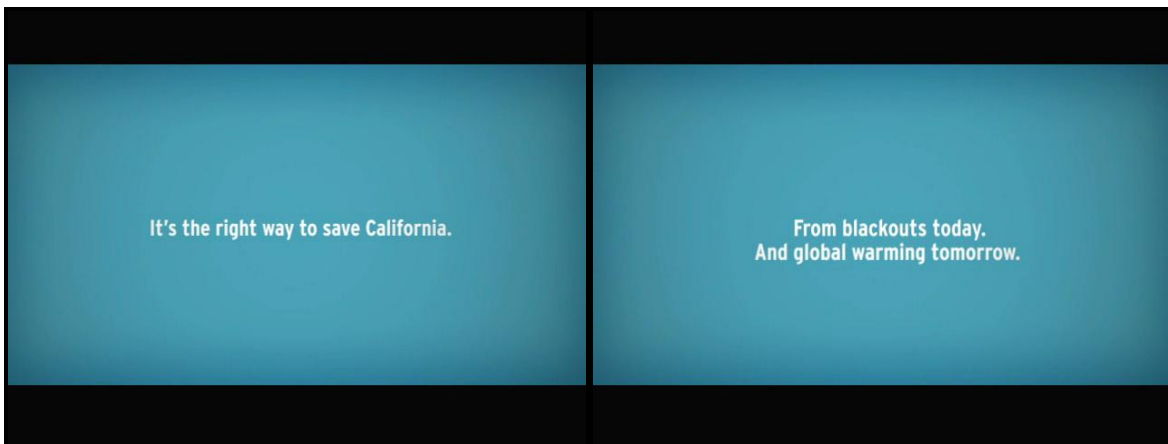 It's the right way to save California.
From blackouts today.
And global warming tomorrow.